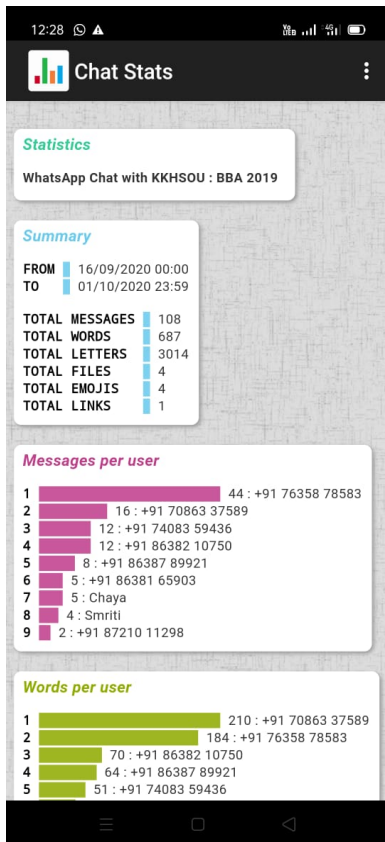 12:28
Vo LTE 4G
Chat Stats
Statistics
WhatsApp Chat with KKHSOU : BBA 2019
Summary
FROM 16/09/2020 00:00
TO 01/10/2020 23:59
TOTAL MESSAGES 108
TOTAL WORDS 687
TOTAL LETTERS 3014
TOTAL FILES 4
TOTAL EMOJIS 4
TOTAL LINKS 1
Messages per user
1 44 : +91 76358 78583
2 16 : +91 70863 37589
3 12 : +91 74083 59436
4 12 : +91 86382 10750
5 8 : +91 86387 89921
6 5 : +91 86381 65903
7 5 : Chaya
8 4 : Smriti
9 2 : +91 87210 11298
Words per user
1 210 : +91 70863 37589
2 184 : +91 76358 78583
3 70 : +91 86382 10750
4 64 : +91 86387 89921
5 51 : +91 74083 59436